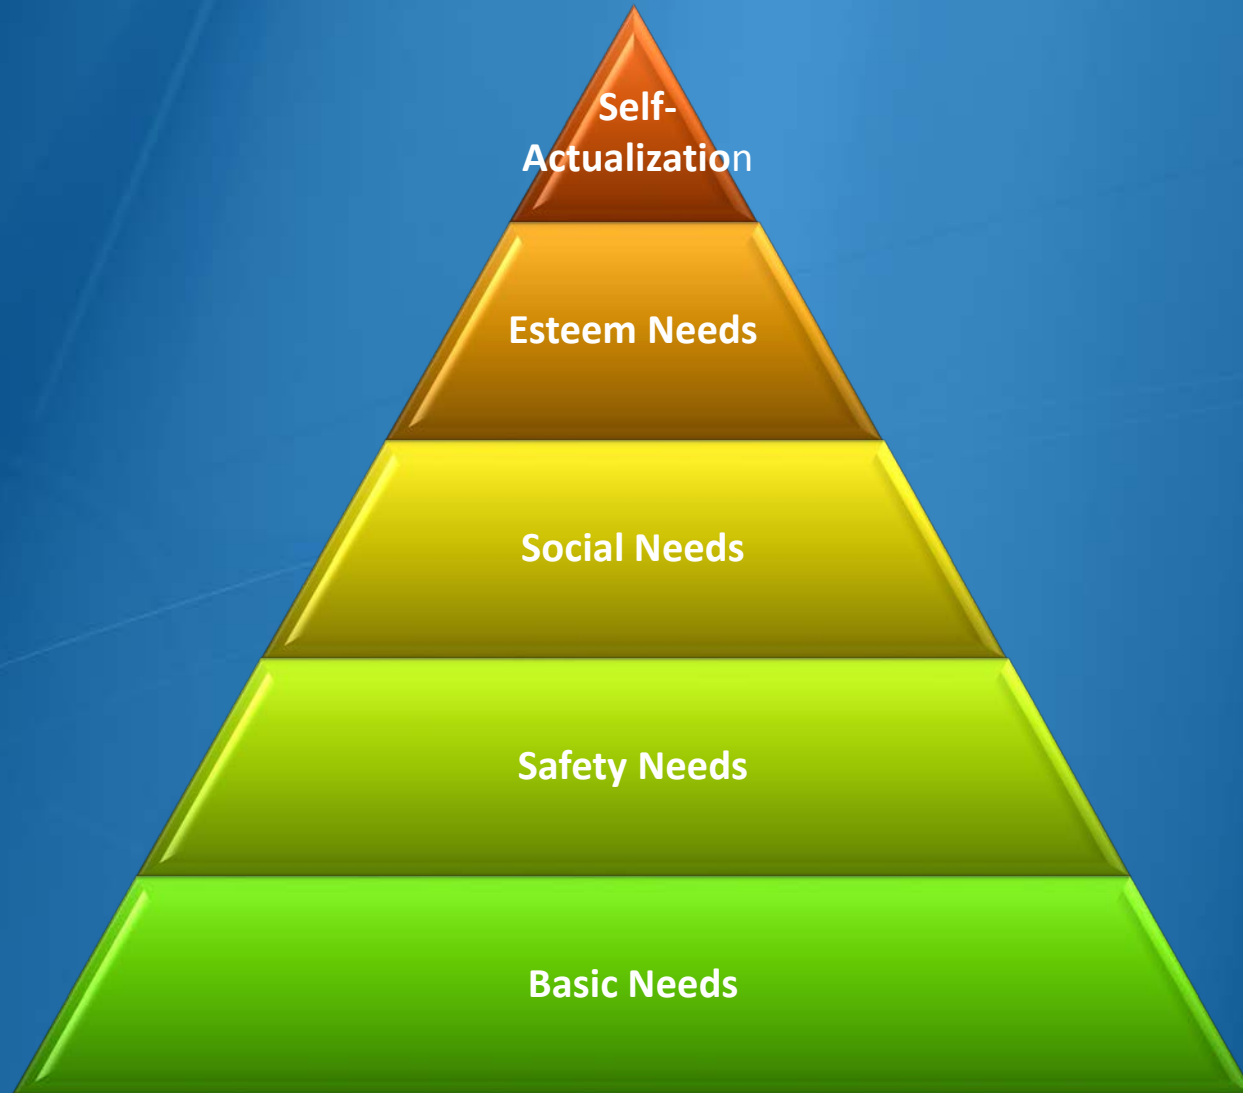 Self-
Actualization
Esteem Needs
Social Needs
Safety Needs
Basic Needs